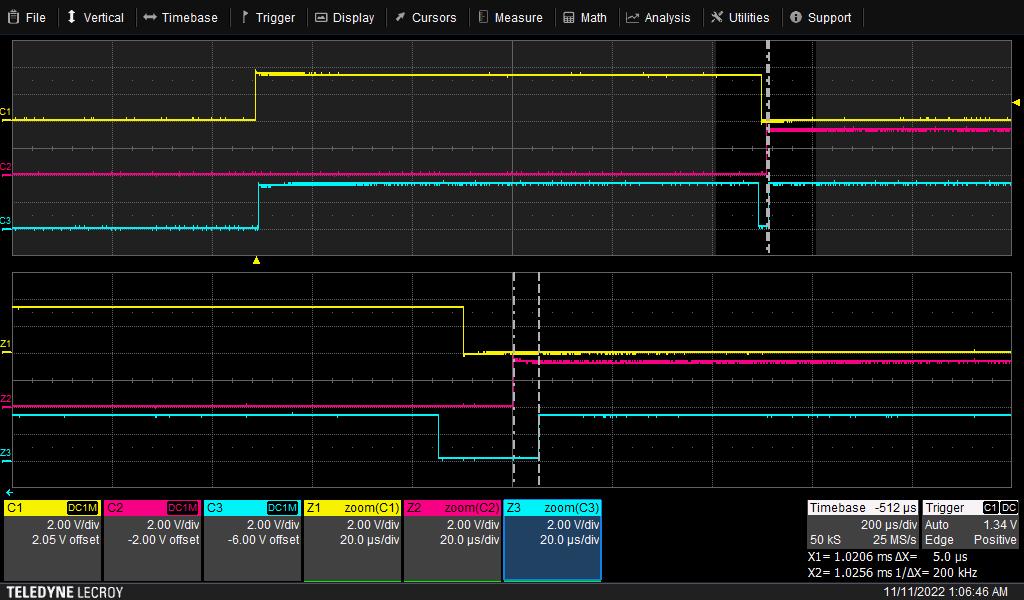 File Vertical Timebase Trigger Display Cursors Measure Math Analysis Utilities Support
C1
C2
C3
Z1
Z2
Z3
C1 DC1M C2 DC1M C3 DC1M Z1 zoom(C1) Z2 zoom(C2) Z3 zoom(C3) Timebase -512 µs Trigger C1 DC
2.00 V/div 2.00 V/div 2.00 V/div 2.00 V/div 2.00 V/div 2.00 V/div 200 µs/div Auto 1.34 V
2.05 V offset -2.00 V offset -6.00 V offset 20.0 µs/div 20.0 µs/div 20.0 µs/div 50 kS 25 MS/s Edge Positive
X1= 1.0206 ms ΔX= 5.0 µs
X2= 1.0256 ms 1/ΔX= 200 kHz
TELEDYNE LECROY 11/11/2022 1:06:46 AM